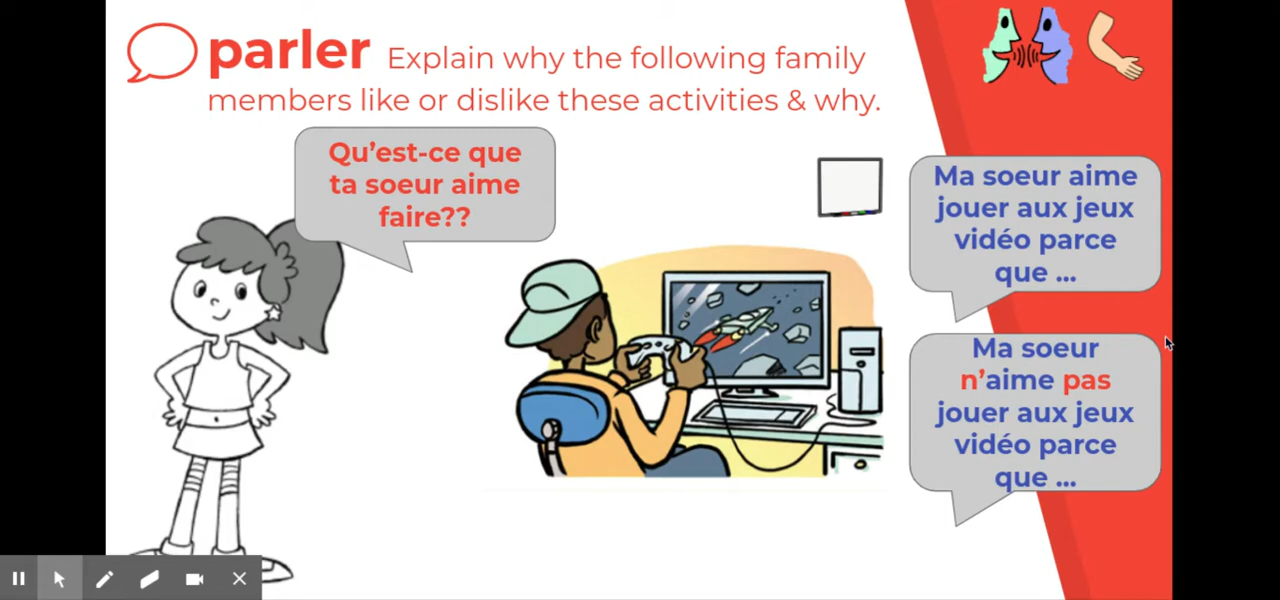 parler Explain why the following family
members like or dislike these activities & why.
Qu’est-ce que
ta soeur aime
faire??
Ma soeur aime
jouer aux jeux
vidéo parce
que ...
Ma soeur
n’aime pas
jouer aux jeux
vidéo parce
que ...